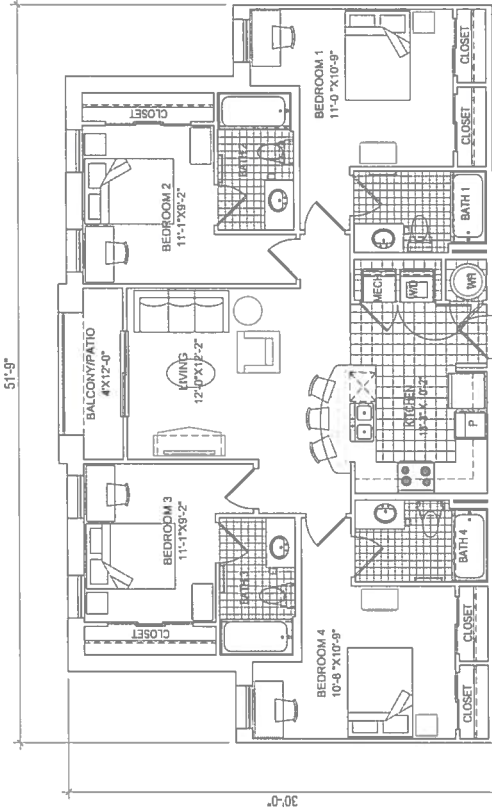 51'-9"
30'-0"
BALCONY/PATIO
4'X12'-0"
BEDROOM 3
11'-1"X9'-2"
CLOSET
BATH 3
LIVING
12'-0"X12'-2"
BEDROOM 2
11'-1"X9'-2"
CLOSET
BATH 2
BEDROOM 4
10'-8"X10'-9"
CLOSET
CLOSET
BATH 4
KITCHEN
P
MECH
W/D
WH
BATH 1
BEDROOM 1
11'-0"X10'-9"
CLOSET
CLOSET